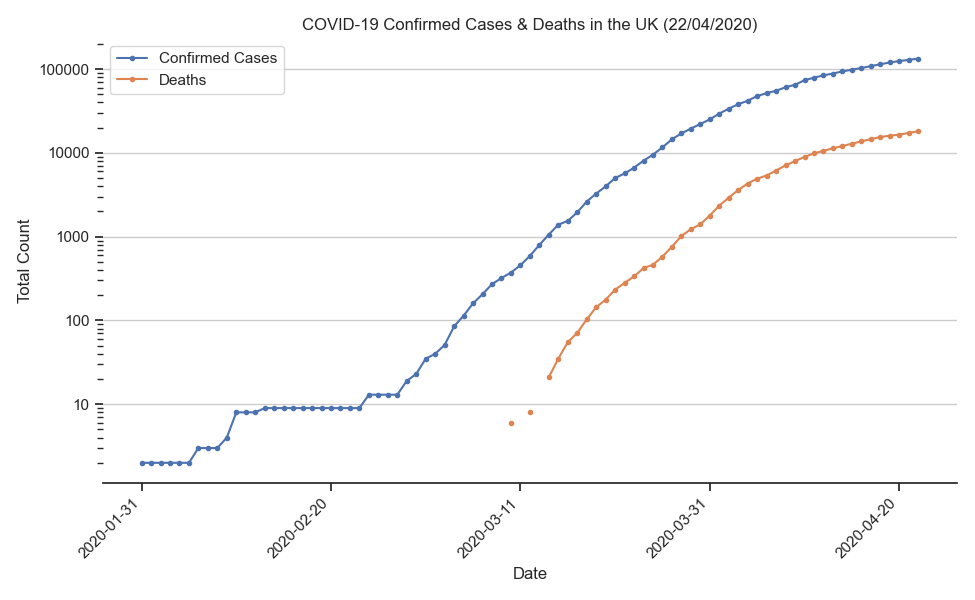 COVID-19 Confirmed Cases & Deaths in the UK (22/04/2020)
Confirmed Cases
Deaths
100000
10000
1000
100
10
Total Count
2020-01-31
2020-02-20
2020-03-11
2020-03-31
2020-04-20
Date